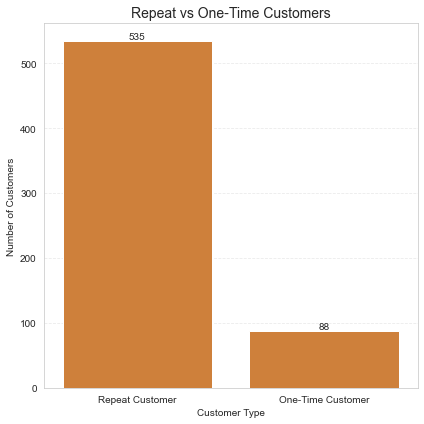 Repeat vs One-Time Customers
535
500
400
300
200
100
0
88
Number of Customers
Repeat Customer
One-Time Customer
Customer Type